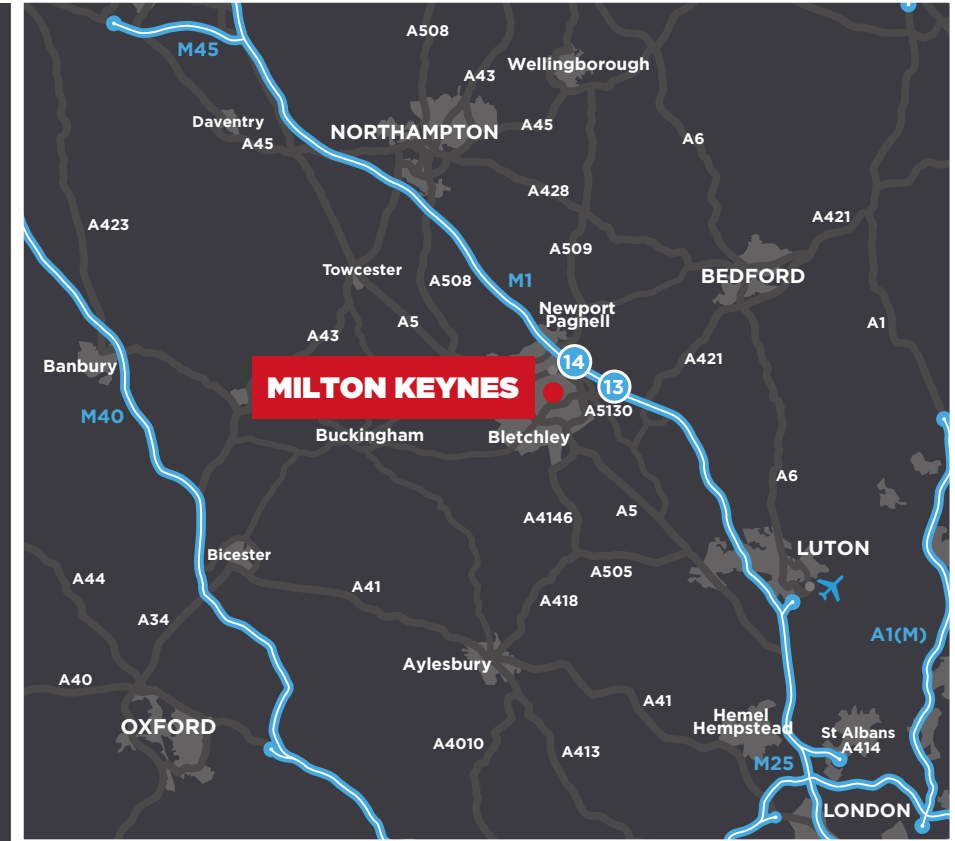 A508
M45
Wellingborough
A43
Daventry
NORTHAMPTON
A45
A45
A6
A428
A423
A421
A509
Towcester
A508
M1
BEDFORD
Newport
Pagnell
A43
A5
A1
Banbury
14
A421
MILTON KEYNES
13
M40
A5130
Buckingham
Bletchley
A6
A4146
A5
Bicester
LUTON
A44
A41
A505
A418
A34
A1(M)
Aylesbury
A40
A41
OXFORD
Hemel
Hempstead
St Albans
A414
A4010
A413
M25
LONDON